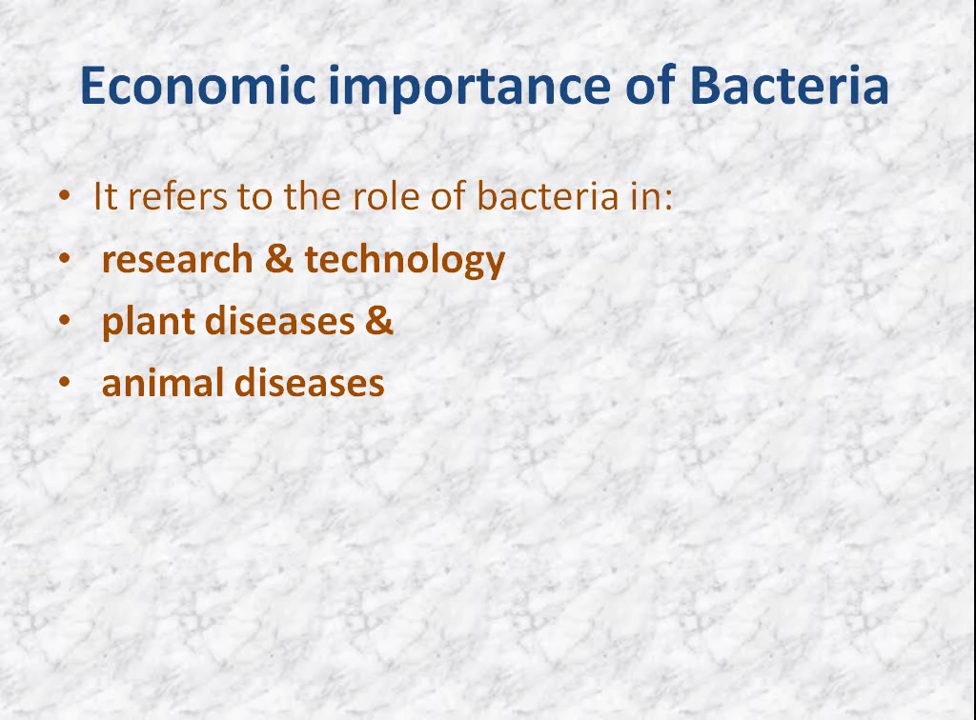 Economic importance of Bacteria
• It refers to the role of bacteria in:
• research & technology
• plant diseases &
• animal diseases